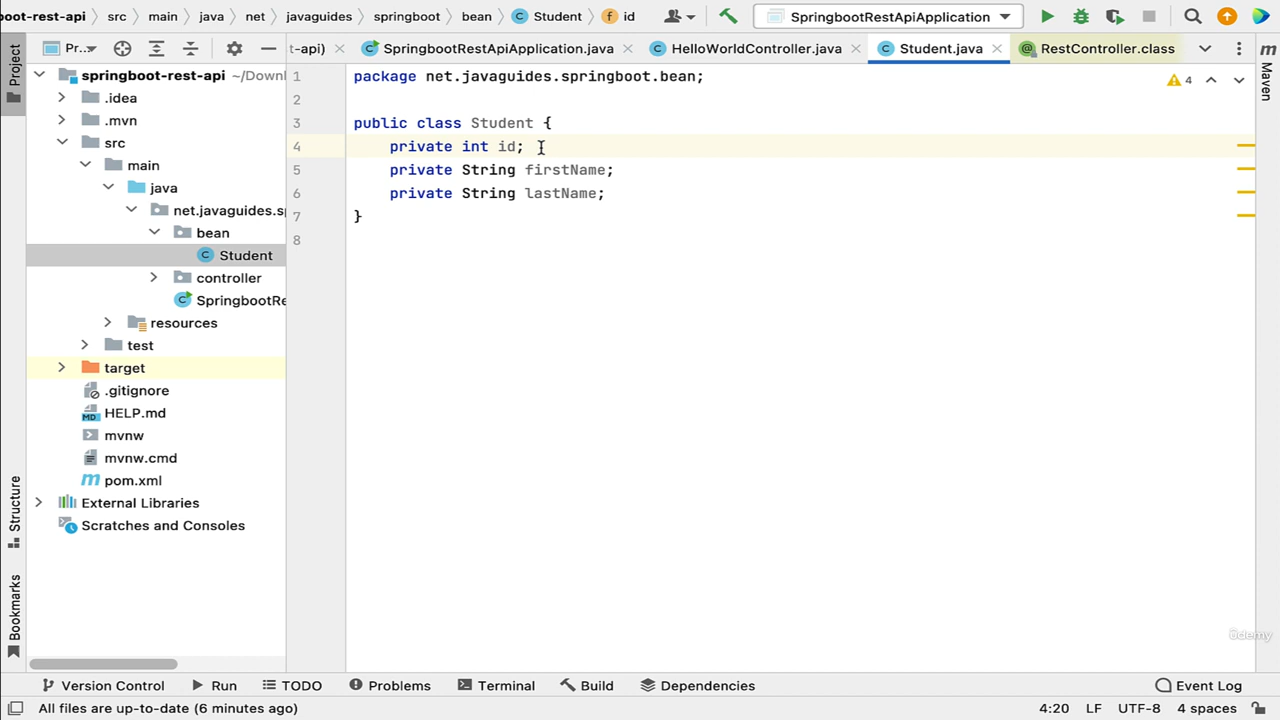 boot-rest-api src main java net javaguides springboot bean Student id SpringbootRestApiApplication
Project Pr... t-api) SpringbootRestApiApplication.java HelloWorldController.java Student.java RestController.class Maven
springboot-rest-api ~/Downl
.idea
.mvn
src
main
java
net.javaguides.s
bean
Student
controller
SpringbootRe
resources
test
target
.gitignore
HELP.md
mvnw
mvnw.cmd
pom.xml
External Libraries
Scratches and Consoles
Structure
Bookmarks
1 package net.javaguides.springboot.bean;
2
3 public class Student {
4 private int id;
5 private String firstName;
6 private String lastName;
7 }
8
4
ûdemy
Version Control Run TODO Problems Terminal Build Dependencies Event Log
All files are up-to-date (6 minutes ago) 4:20 LF UTF-8 4 spaces